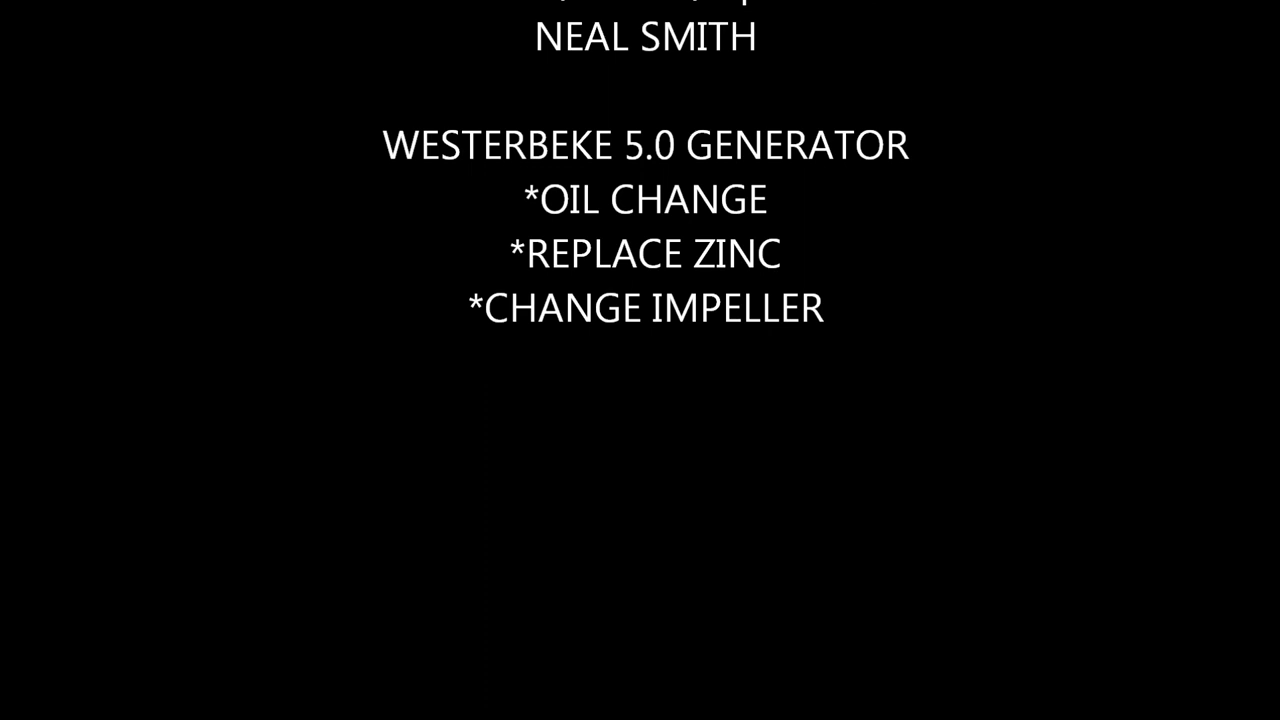 NEAL SMITH
WESTERBEKE 5.0 GENERATOR
*OIL CHANGE
*REPLACE ZINC
*CHANGE IMPELLER